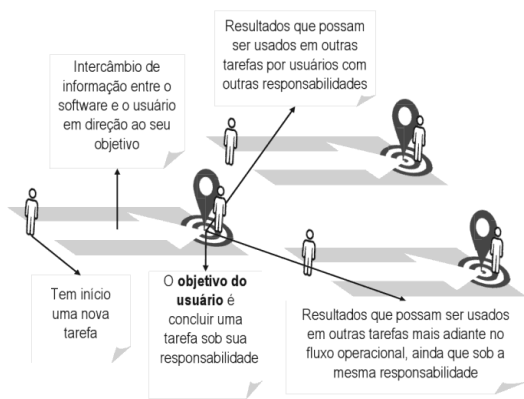 Resultados que possam
ser usados em outras
tarefas por usuários com
outras responsabilidades
Intercâmbio de
informação entre o
software e o usuário
em direção ao seu
objetivo
Tem início
uma nova
tarefa
O objetivo do
usuário é
concluir uma
tarefa sob sua
responsabilidade
Resultados que possam ser usados
em outras tarefas mais adiante no
fluxo operacional, ainda que sob a
mesma responsabilidade